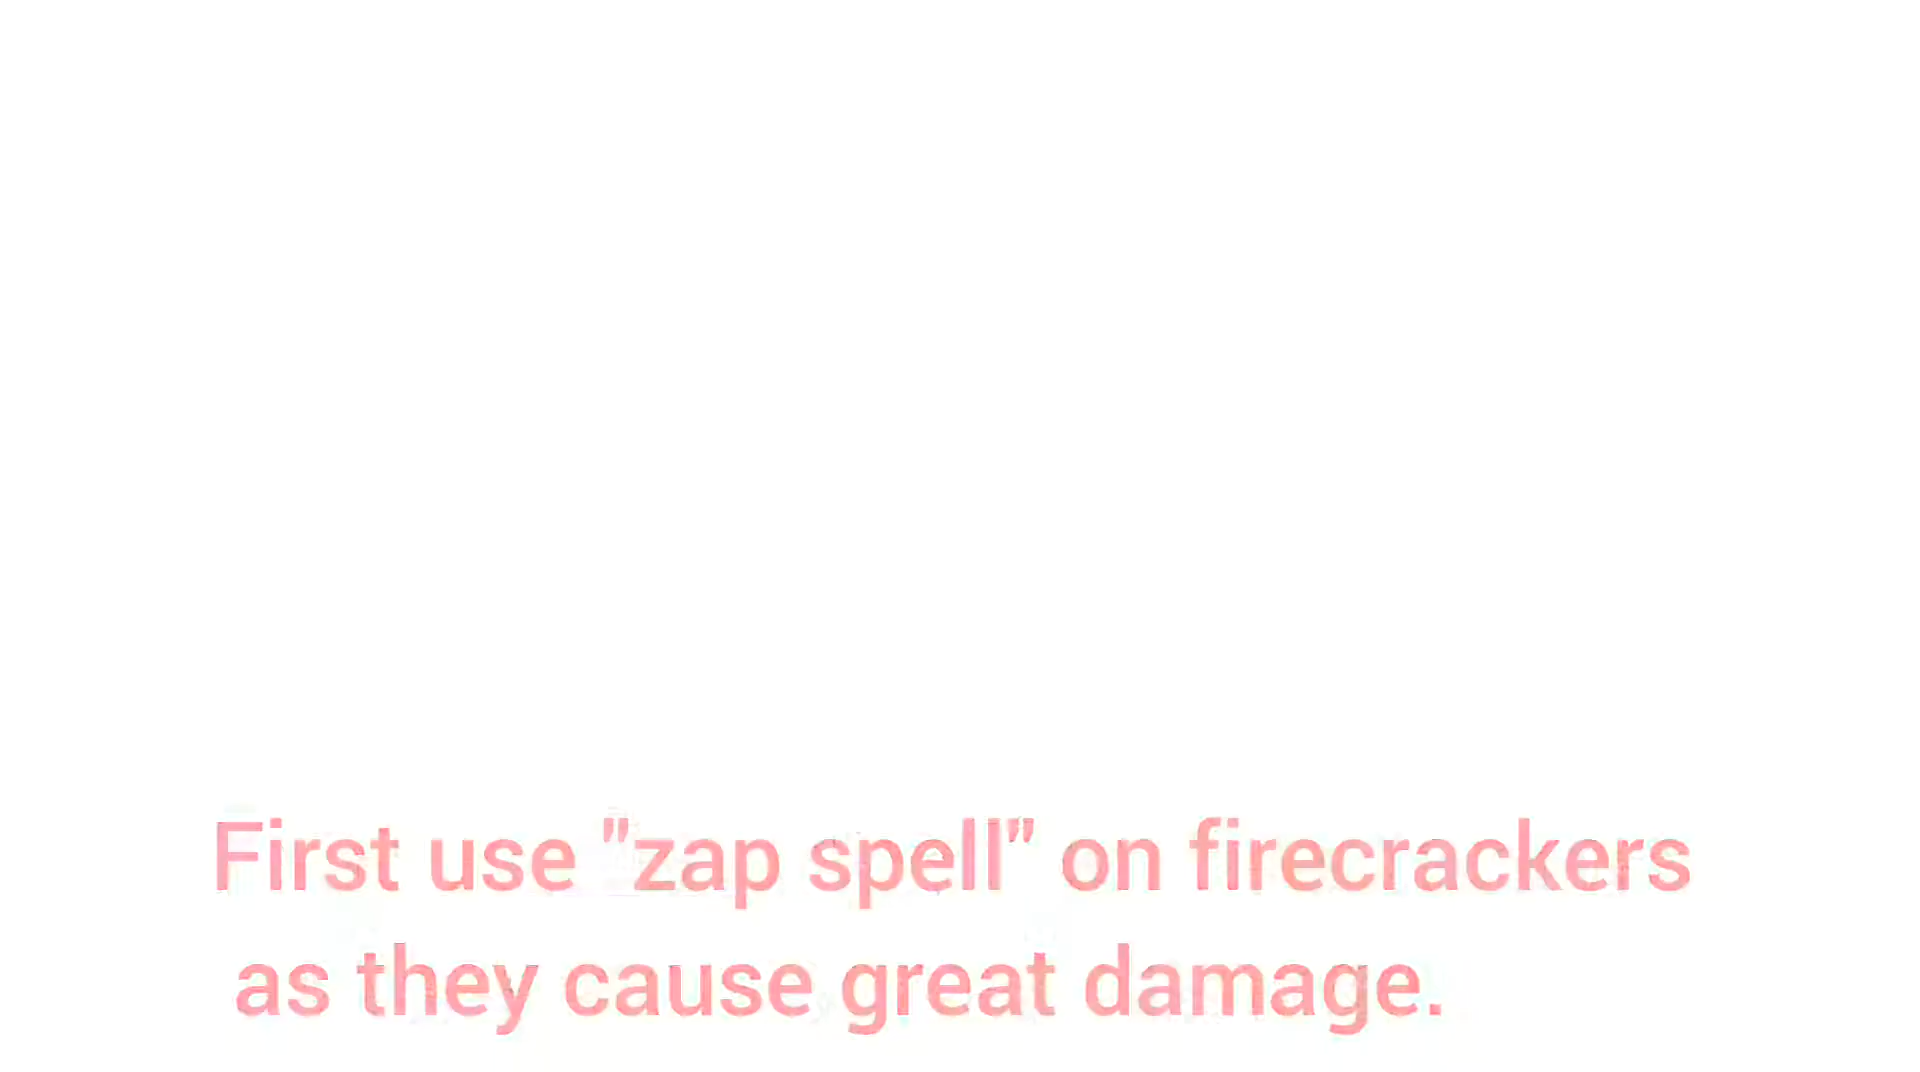 First use "zap spell" on firecrackers
as they cause great damage.